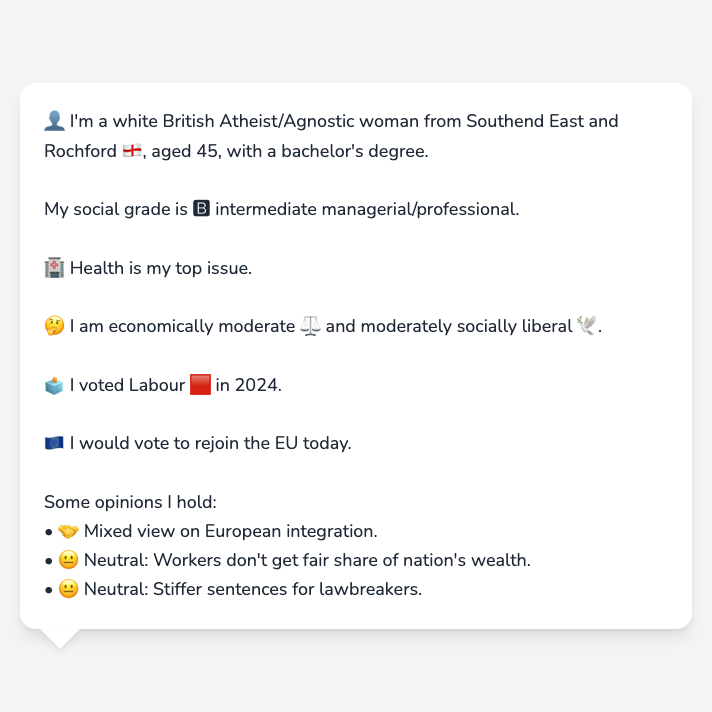 👤 I'm a white British Atheist/Agnostic woman from Southend East and
Rochford 🏴󠁧󠁢󠁥󠁮󠁧󠁿, aged 45, with a bachelor's degree.
My social grade is 🅱 intermediate managerial/professional.
🏥 Health is my top issue.
🤔 I am economically moderate ⚖️ and moderately socially liberal 🕊️.
🗳️ I voted Labour 🟥 in 2024.
🇪🇺 I would vote to rejoin the EU today.
Some opinions I hold:
• 🤝 Mixed view on European integration.
• 😐 Neutral: Workers don't get fair share of nation's wealth.
• 😐 Neutral: Stiffer sentences for lawbreakers.